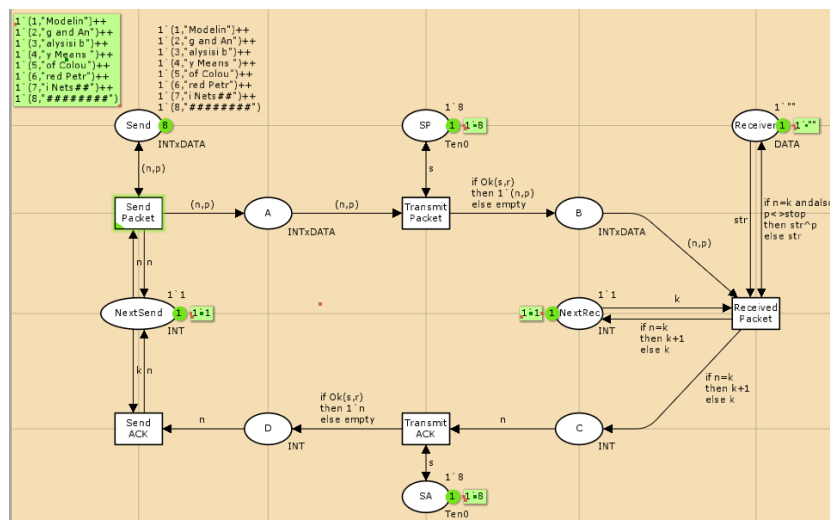 1`(1,"Modelin")++
1`(2,"g and An")++
1`(3,"alysisi b")++
1`(4,"y Means ")++
1`(5,"of Colou")++
1`(6,"red Petr")++
1`(7,"i Nets##")++
1`(8,"########")
1`(1,"Modelin")++
1`(2,"g and An")++
1`(3,"alysisi b")++
1`(4,"y Means ")++
1`(5,"of Colou")++
1`(6,"red Petr")++
1`(7,"i Nets##")++
1`(8,"########")
Send
8
INTxDATA
1`8
SP
1
1`8
Ten0
1`""
Receiver
1
1`""
DATA
(n,p)
s
str
if n=k andalso
p<>stop
then str^p
else str
Send
Packet
(n,p)
A
INTxDATA
(n,p)
Transmit
Packet
if Ok(s,r)
then 1`(n,p)
else empty
B
INTxDATA
(n,p)
n
n
1`1
NextSend
1
1`1
INT
1`1
1`1
1
NextRec
INT
k
if n=k
then k+1
else k
Received
Packet
if n=k
then k+1
else k
k
n
Send
ACK
n
D
INT
if Ok(s,r)
then 1`n
else empty
Transmit
ACK
n
C
INT
s
1`8
SA
1
1`8
Ten0